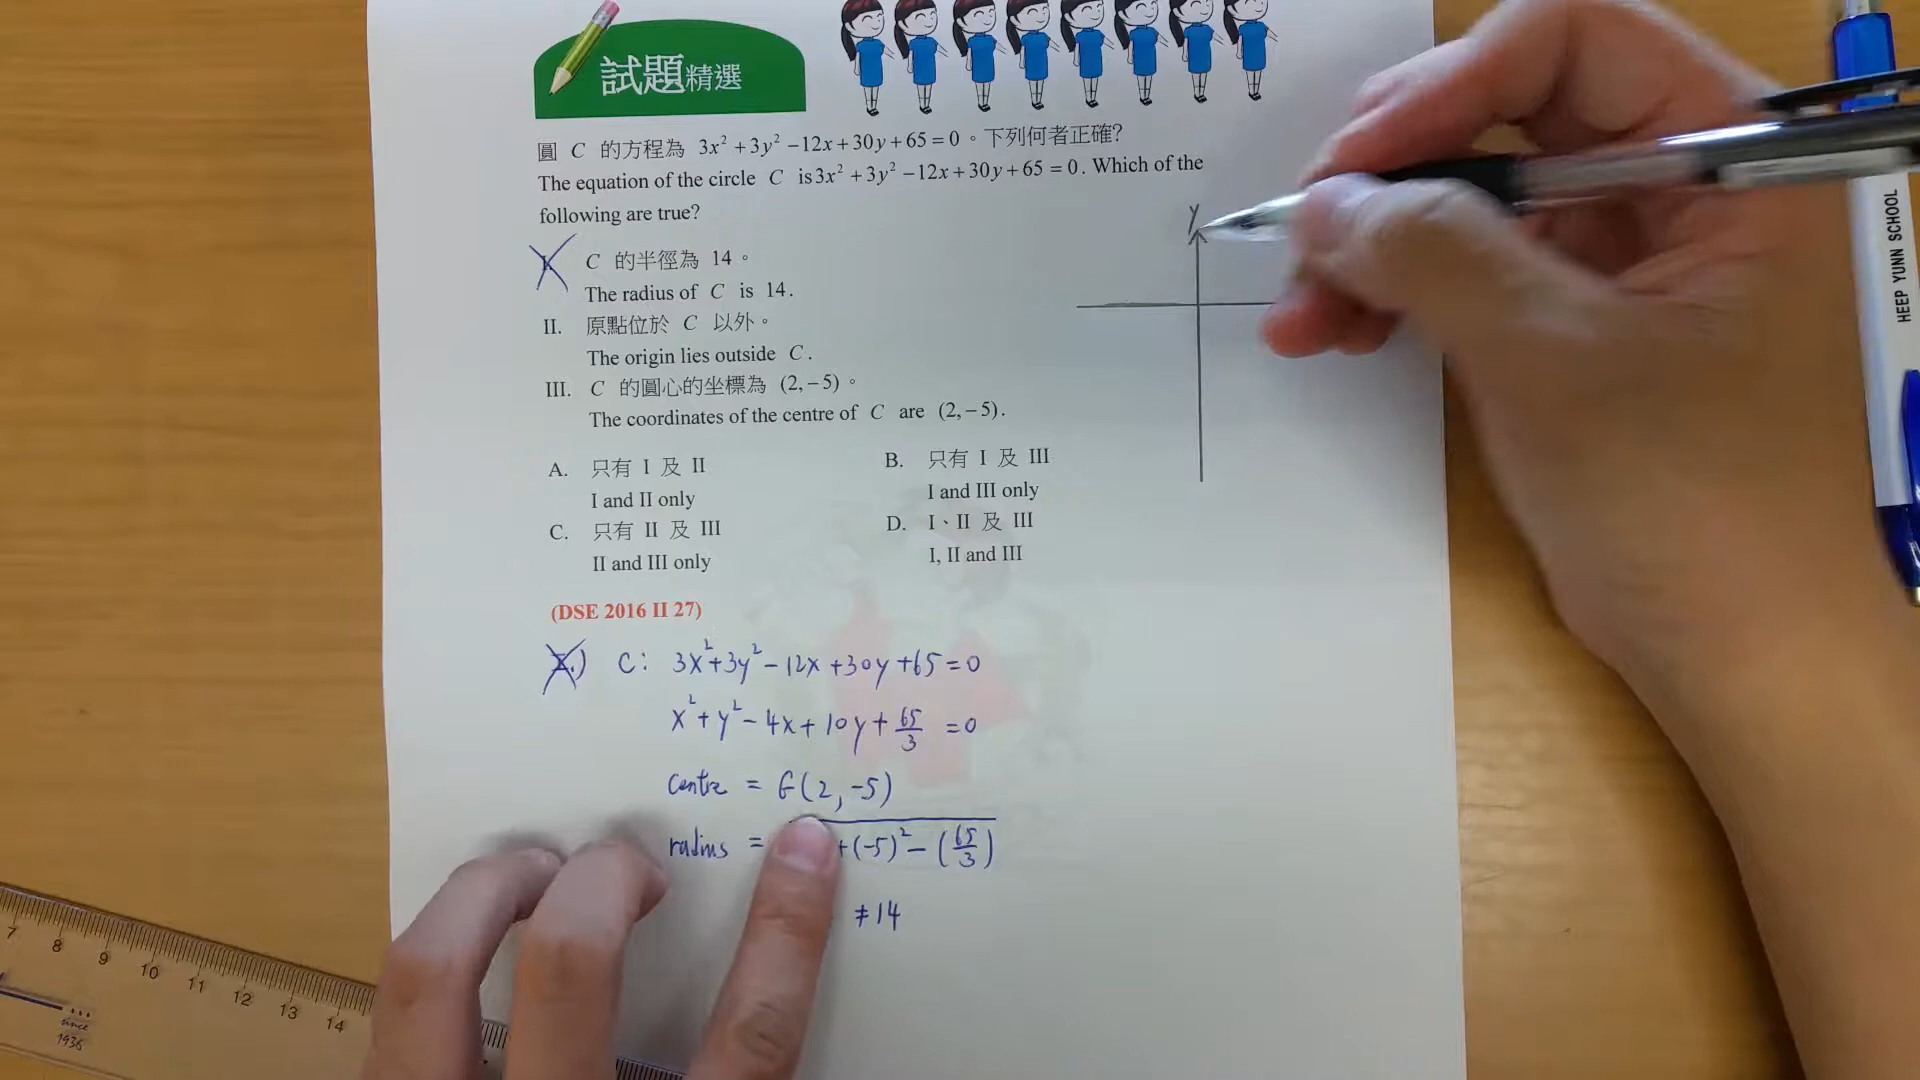 試題精選
圓 C 的方程為 3x²+3y²−12x+30y+65=0。下列何者正確?
The equation of the circle C is 3x²+3y²−12x+30y+65=0. Which of the
following are true?
I. C 的半徑為 14。
The radius of C is 14.
II. 原點位於 C 以外。
The origin lies outside C.
III. C 的圓心的坐標為 (2,−5)。
The coordinates of the centre of C are (2,−5).
A. 只有 I 及 II
I and II only
B. 只有 I 及 III
I and III only
C. 只有 II 及 III
II and III only
D. I、II 及 III
I, II and III
(DSE 2016 II 27)
I.) C: 3x²+3y²−12x+30y+65=0
x²+y²−4x+10y+65/3=0
centre = G(2,−5)
radius = +(-5)²−(65/3)
≠14
y
HEEP YUNN SCHOOL
7 8 9 10 11 12 13 14
since
1936